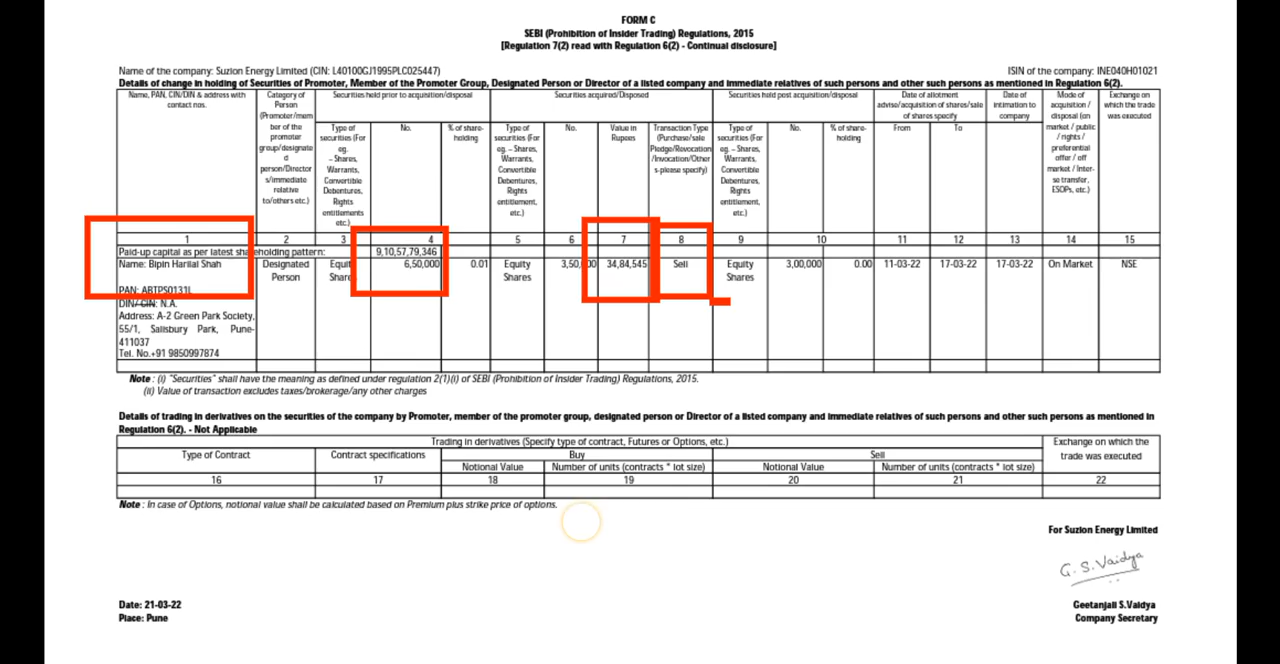 FORM C
SEBI (Prohibition of Insider Trading) Regulations, 2015
[Regulation 7(2) read with Regulation 6(2) - Continual disclosure]
Name of the company: Suzlon Energy Limited (CIN: L40100GJ1995PLC025447) ISIN of the company: INE040H01021
Details of change in holding of Securities of Promoter, Member of the Promoter Group, Designated Person or Director of a listed company and immediate relatives of such persons and other such persons as mentioned in Regulation 6(2).
Name, PAN, CIN/DIN & address with
contact nos.
Category of
Person
(Promoter/mem
ber of the
promoter
group/designate
d
person/Director
s/immediate
relative
to/others etc.)
Securities held prior to acquisition/disposal
Type of
securities (For
eg.
– Shares,
Warrants,
Convertible
Debentures,
Rights
entitlements
etc.)
No.
% of share-
holding
Securities acquired/Disposed
Type of
securities (For
eg. – Shares,
Warrants,
Convertible
Debentures,
Rights
entitlement,
etc.)
No.
Value in
Rupees
Transaction Type
(Purchase/sale
Pledge/Revocation
/Invocation/Other
s-please specify)
Securities held post acquisition/disposal
Type of
securities (For
eg. – Shares,
Warrants,
Convertible
Debentures,
Rights
entitlement,
etc.)
No.
% of share-
holding
Date of allotment
advise/acquisition of shares/sale
of shares specify
From
To
Date of
intimation to
company
Mode of
acquisition /
disposal (on
market / public
/ rights /
preferential
offer / off
market / Inter-
se transfer,
ESOPs, etc.)
Exchange on
which the trade
was executed
1 2 3 4 5 6 7 8 9 10 11 12 13 14 15
Paid-up capital as per latest shareholding pattern: 9,10,57,79,346
Name: Bipin Harilal Shah Designated Equity 6,50,000 0.01 Equity 3,50,000 34,84,545 Sell Equity 3,00,000 0.00 11-03-22 17-03-22 17-03-22 On Market NSE
Person Share Shares Shares
PAN: ABTPS0131L
DIN/ CIN: N.A.
Address: A-2 Green Park Society,
55/1, Salisbury Park, Pune-
411037
Tel. No.+91 9850997874
Note : (i) "Securities" shall have the meaning as defined under regulation 2(1)(i) of SEBI (Prohibition of Insider Trading) Regulations, 2015.
(ii) Value of transaction excludes taxes/brokerage/any other charges
Details of trading in derivatives on the securities of the company by Promoter, member of the promoter group, designated person or Director of a listed company and immediate relatives of such persons and other such persons as mentioned in
Regulation 6(2). - Not Applicable
Trading in derivatives (Specify type of contract, Futures or Options, etc.)
Exchange on which the
trade was executed
Type of Contract Contract specifications Buy Sell
Notional Value Number of units (contracts * lot size) Notional Value Number of units (contracts * lot size)
16 17 18 19 20 21 22
Note : In case of Options, notional value shall be calculated based on Premium plus strike price of options.
For Suzlon Energy Limited
G. S. Vaidya
Date: 21-03-22 Geetanjali S.Vaidya
Place: Pune Company Secretary